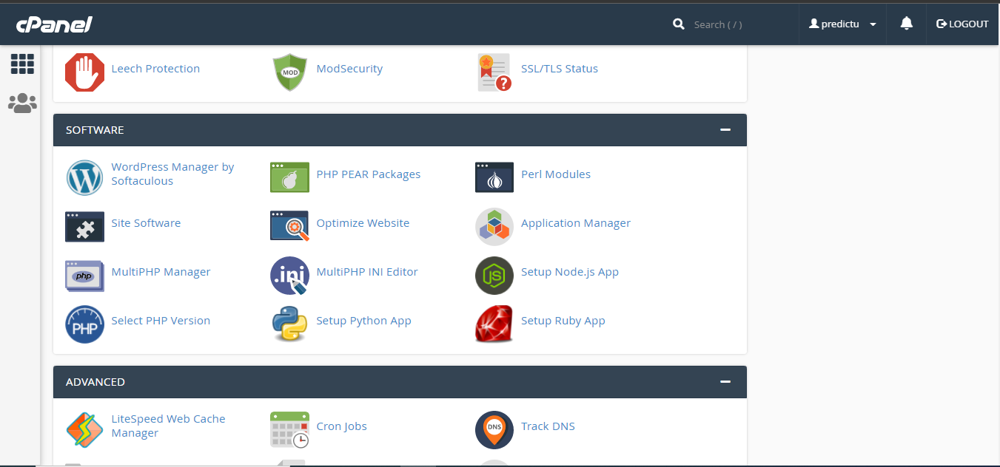 cPanel
Search ( / )
predictu
LOGOUT
Leech Protection
MOD
ModSecurity
?
SSL/TLS Status
SOFTWARE
W
WordPress Manager by
Softaculous
PHP PEAR Packages
Perl Modules
Site Software
Optimize Website
Application Manager
php
MultiPHP Manager
.ini
MultiPHP INI Editor
JS
Setup Node.js App
PHP
Select PHP Version
Setup Python App
Setup Ruby App
ADVANCED
LiteSpeed Web Cache
Manager
Cron Jobs
DNS
Track DNS